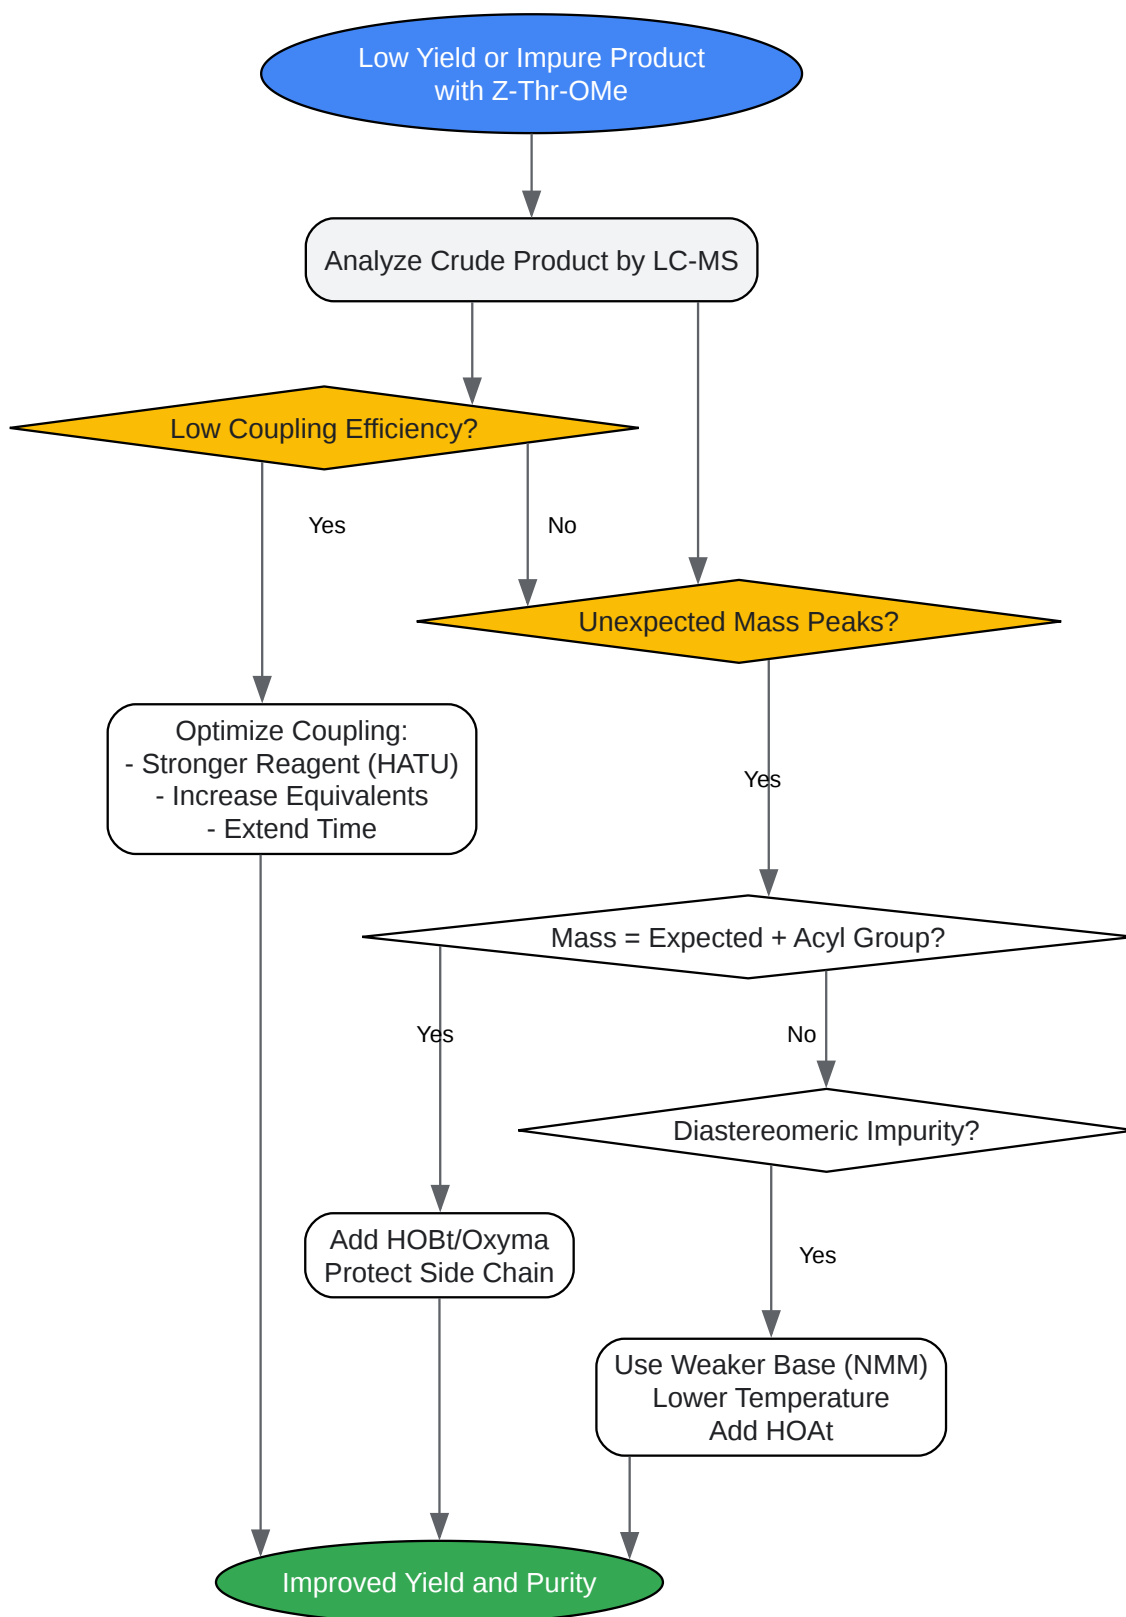 Low Yield or Impure Product
with Z-Thr-OMe
Analyze Crude Product by LC-MS
Low Coupling Efficiency?
Yes
No
Unexpected Mass Peaks?
Optimize Coupling:
- Stronger Reagent (HATU)
- Increase Equivalents
- Extend Time
Yes
Mass = Expected + Acyl Group?
Yes
No
Diastereomeric Impurity?
Add HOBt/Oxyma
Protect Side Chain
Yes
Use Weaker Base (NMM)
Lower Temperature
Add HOAt
Improved Yield and Purity